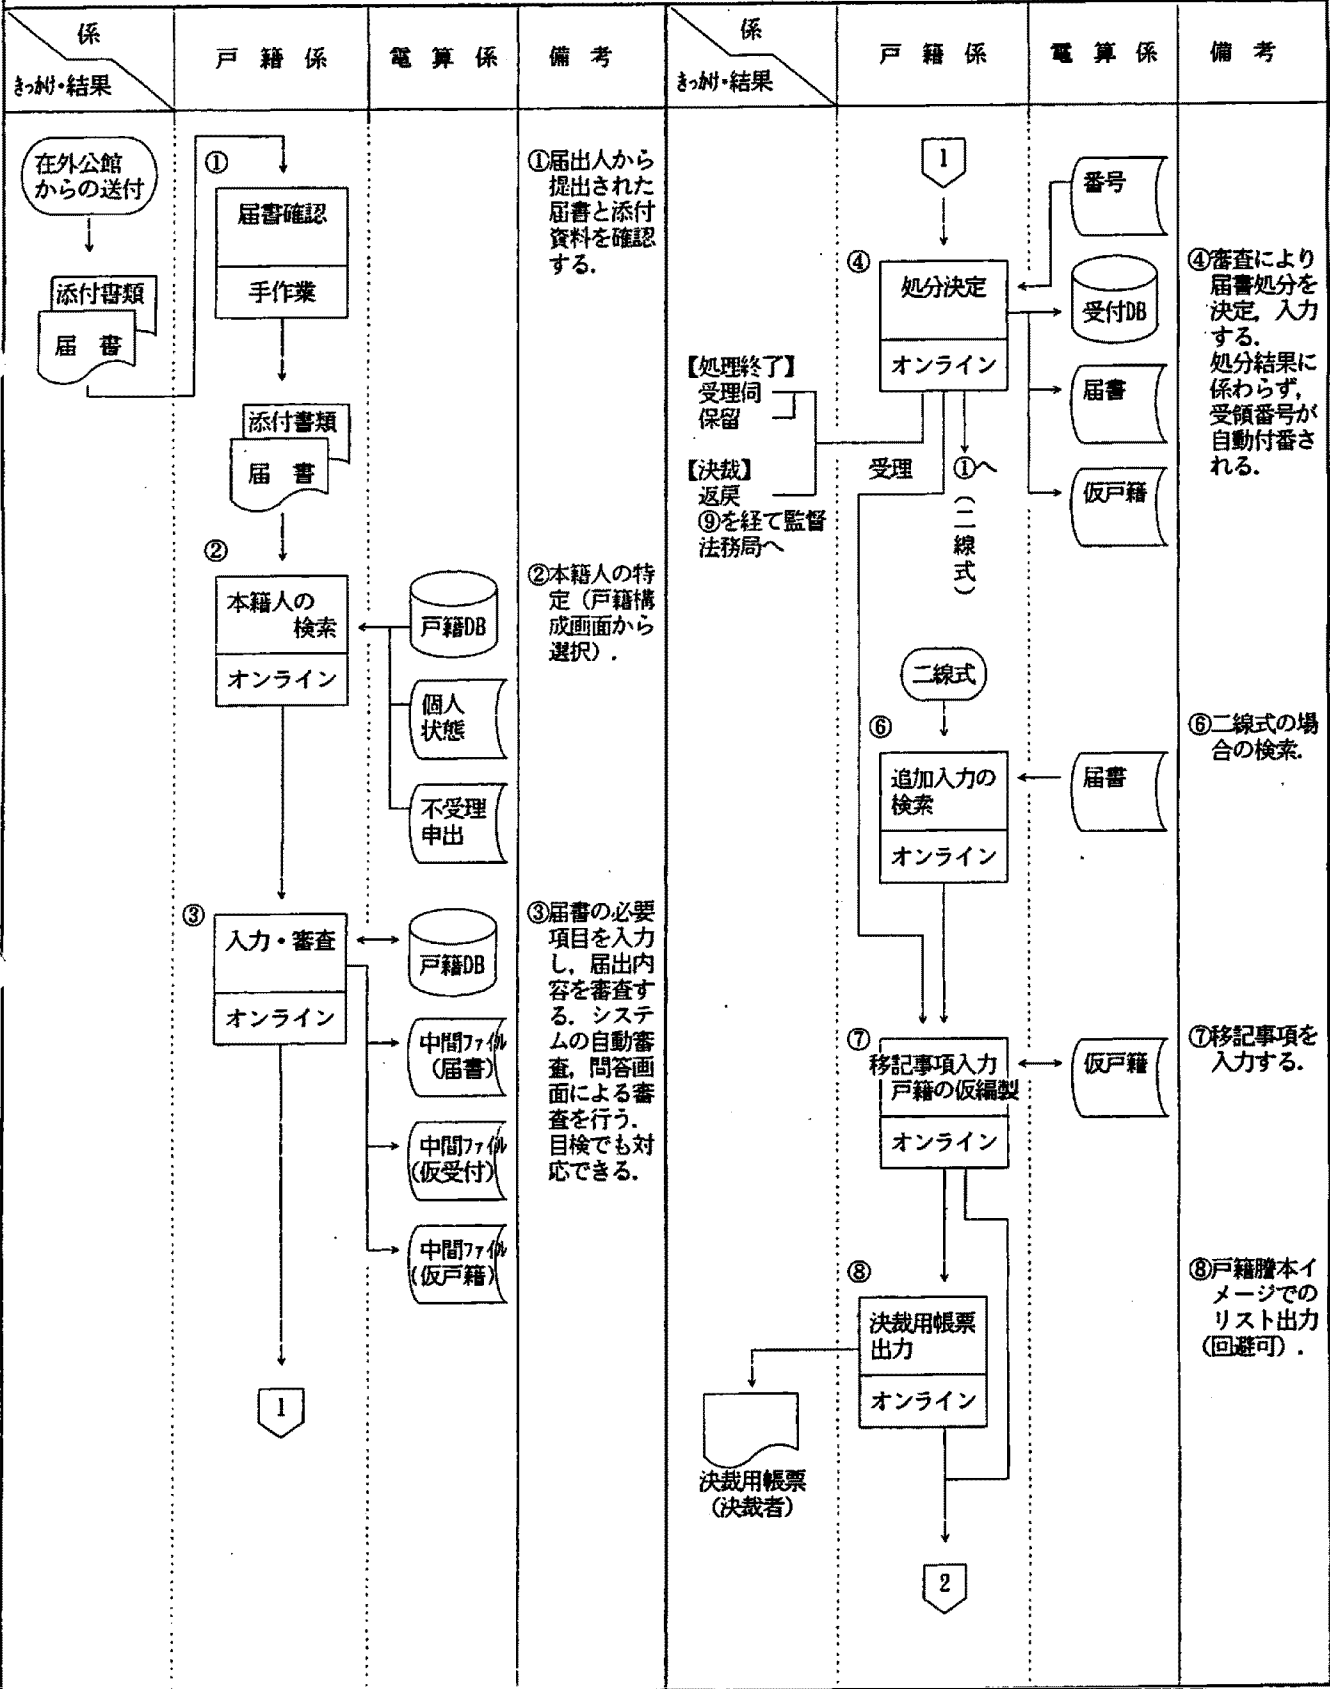 係
きっかけ・結果
戸 籍 係
電 算 係
備 考
在外公館
からの送付
添付書類
届 書
①
届書確認
手作業
添付書類
届 書
①届出人から
提出された
届書と添付
資料を確認
する.
②
本籍人の
検索
オンライン
戸籍DB
個人
状態
不受理
申出
②本籍人の特
定（戸籍構
成画面から
選択）.
③
入力・審査
オンライン
戸籍DB
中間ファイル
(届書)
中間ファイル
(仮受付)
中間ファイル
(仮戸籍)
③届書の必要
項目を入力
し，届出内
容を審査す
る．システ
ムの自動審
査，問答画
面による審
査を行う．
目検でも対
応できる．
1
係
きっかけ・結果
戸 籍 係
電 算 係
備 考
1
番号
④
処分決定
オンライン
受付DB
届書
仮戸籍
④審査により
届書処分を
決定，入力
する．
処分結果に
係わらず，
受領番号が
自動付番さ
れる．
【処理終了】
受理伺
保留
【決裁】
返戻
⑨を経て監督
法務局へ
受理
①へ
（二線式）
二線式
⑥
追加入力の
検索
オンライン
届書
⑥二線式の場
合の検索.
⑦
移記事項入力
戸籍の仮編製
オンライン
仮戸籍
⑦移記事項を
入力する.
⑧
決裁用帳票
出力
オンライン
⑧戸籍謄本イ
メージでの
リスト出力
（回避可）.
決裁用帳票
（決裁者）
2